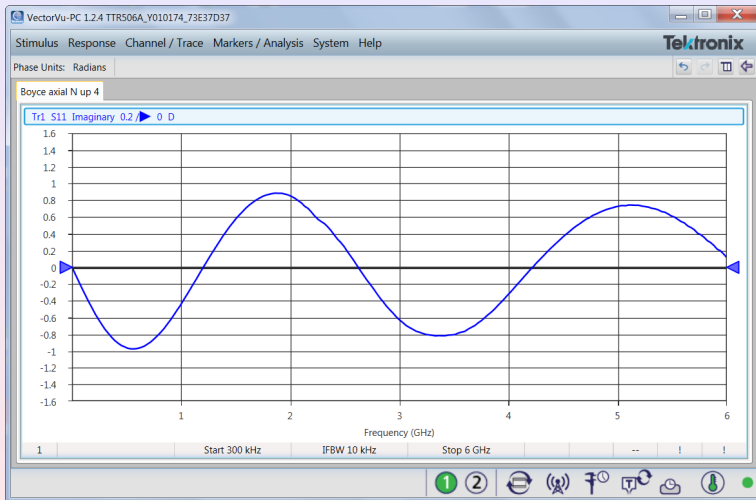 VectorVu-PC 1.2.4 TTR506A_Y010174_73E37D37
Stimulus Response Channel / Trace Markers / Analysis System Help
Tektronix
Phase Units: Radians
Boyce axial N up 4
Tr1 S11 Imaginary 0.2 / 0 D
1.6
1.4
1.2
1
0.8
0.6
0.4
0.2
0
-0.2
-0.4
-0.6
-0.8
-1
-1.2
-1.4
-1.6
1 2 3 4 5 6
Frequency (GHz)
1 Start 300 kHz IFBW 10 kHz Stop 6 GHz -- ! !
1 2
T